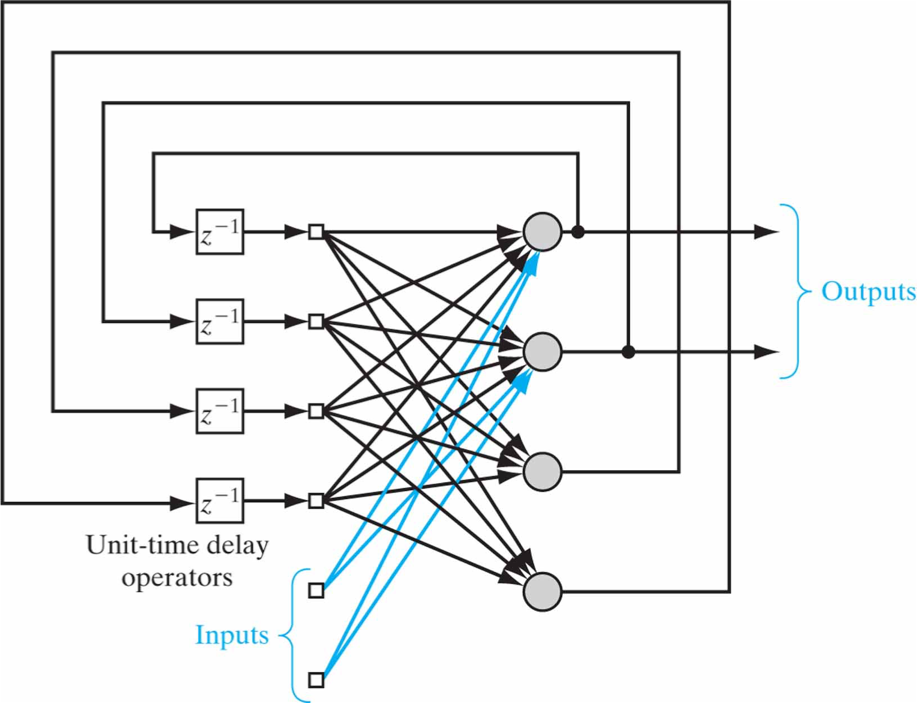 z⁻¹
z⁻¹
Outputs
z⁻¹
z⁻¹
Unit-time delay
operators
Inputs